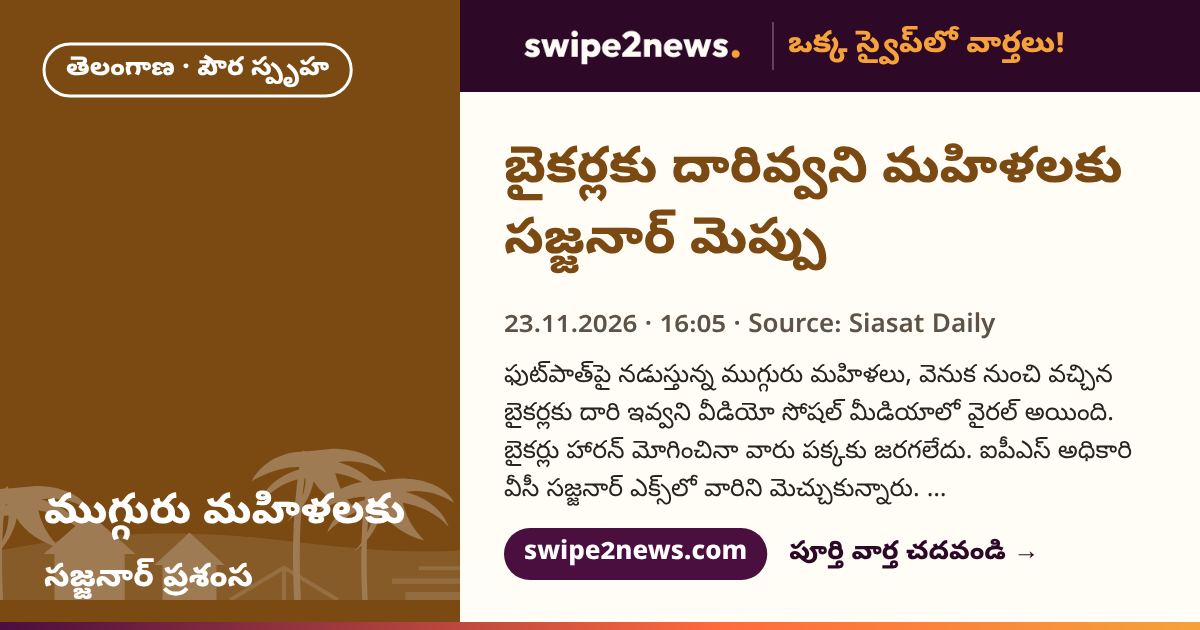 తెలంగాణ · పౌర స్పృహ
ముగ్గురు మహిళలకు
సజ్జనార్ ప్రశంస
swipe2news.
ఒక్క స్వైప్‌లో వార్తలు!
బైకర్లకు దారివ్వని మహిళలకు
సజ్జనార్ మెప్పు
23.11.2026 · 16:05 · Source: Siasat Daily
ఫుట్‌పాత్‌పై నడుస్తున్న ముగ్గురు మహిళలు, వెనుక నుంచి వచ్చిన
బైకర్లకు దారి ఇవ్వని వీడియో సోషల్ మీడియాలో వైరల్ అయింది.
బైకర్లు హారన్ మోగించినా వారు పక్కకు జరగలేదు. ఐపీఎస్ అధికారి
వీసీ సజ్జనార్ ఎక్స్‌లో వారిని మెచ్చుకున్నారు. ...
swipe2news.com
పూర్తి వార్త చదవండి →